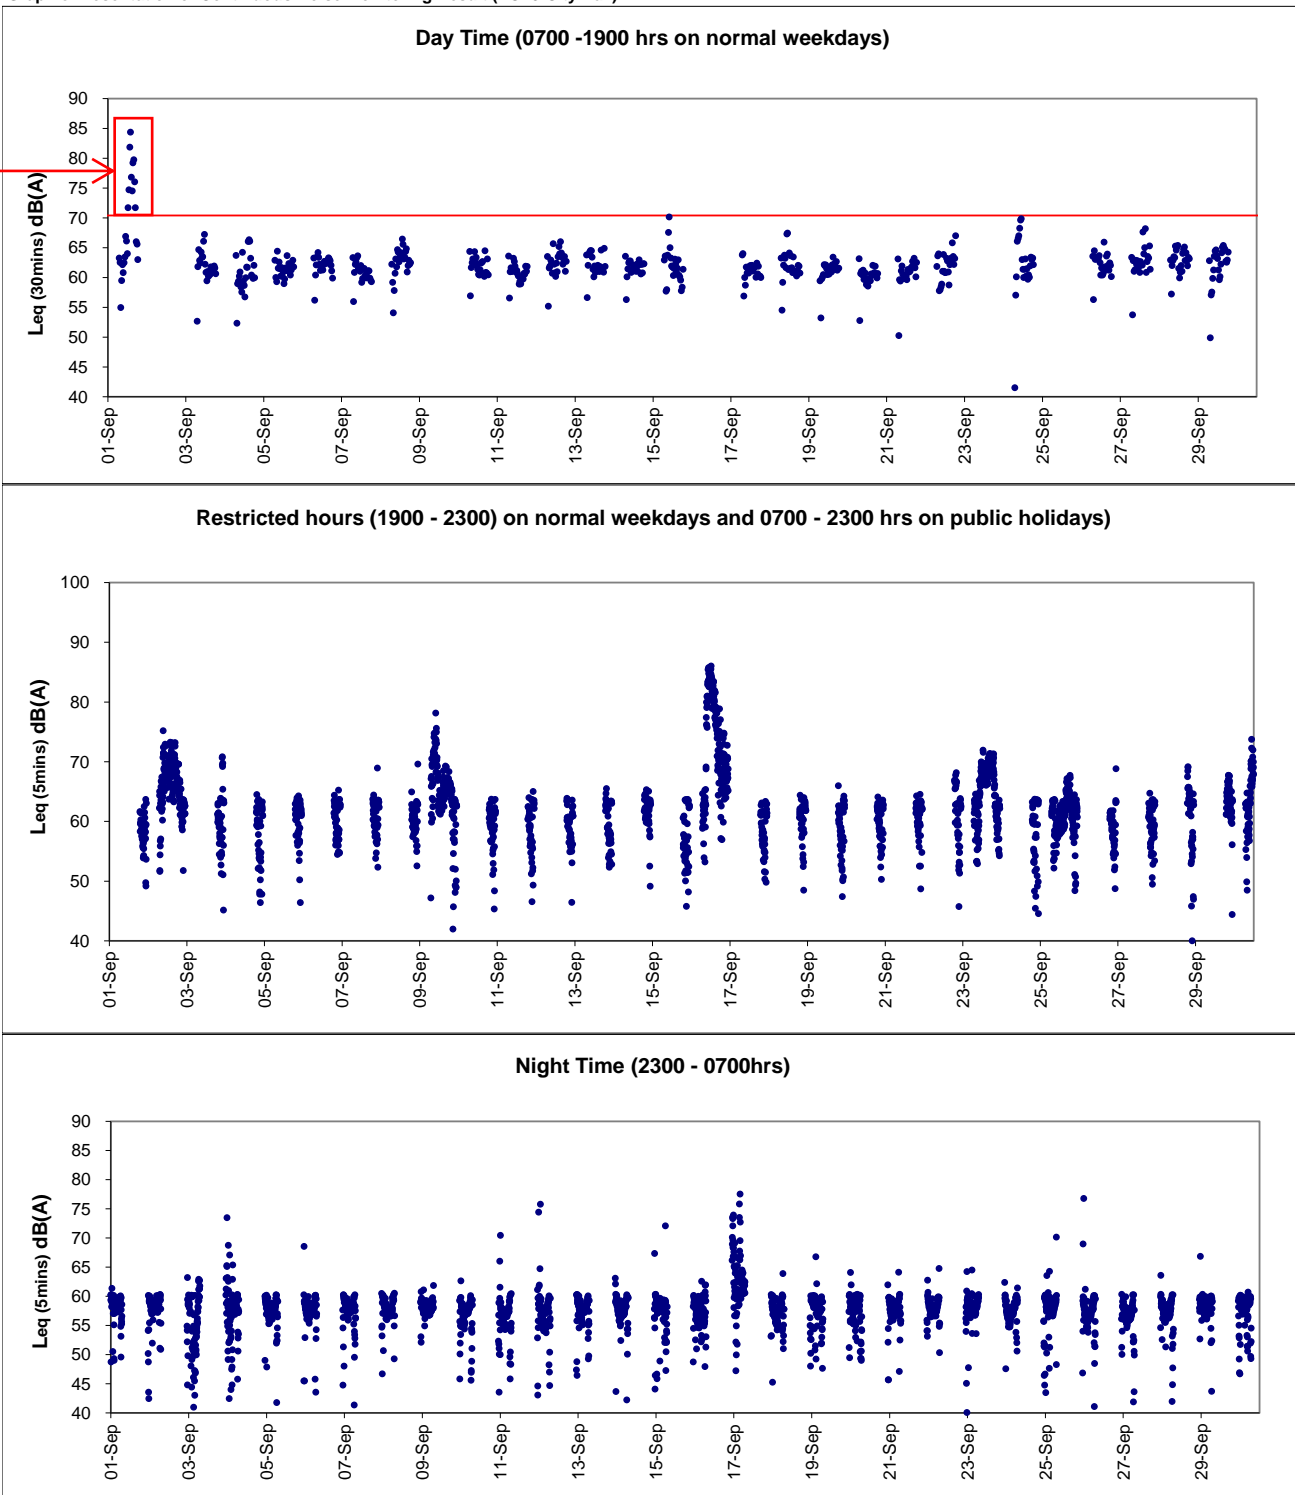 Day Time (0700 -1900 hrs on normal weekdays)
Leq (30mins) dB(A)
90
85
80
75
70
65
60
55
50
45
40
01-Sep
03-Sep
05-Sep
07-Sep
09-Sep
11-Sep
13-Sep
15-Sep
17-Sep
19-Sep
21-Sep
23-Sep
25-Sep
27-Sep
29-Sep
Restricted hours (1900 - 2300) on normal weekdays and 0700 - 2300 hrs on public holidays)
Leq (5mins) dB(A)
100
90
80
70
60
50
40
01-Sep
03-Sep
05-Sep
07-Sep
09-Sep
11-Sep
13-Sep
15-Sep
17-Sep
19-Sep
21-Sep
23-Sep
25-Sep
27-Sep
29-Sep
Night Time (2300 - 0700hrs)
Leq (5mins) dB(A)
90
85
80
75
70
65
60
55
50
45
40
01-Sep
03-Sep
05-Sep
07-Sep
09-Sep
11-Sep
13-Sep
15-Sep
17-Sep
19-Sep
21-Sep
23-Sep
25-Sep
27-Sep
29-Sep